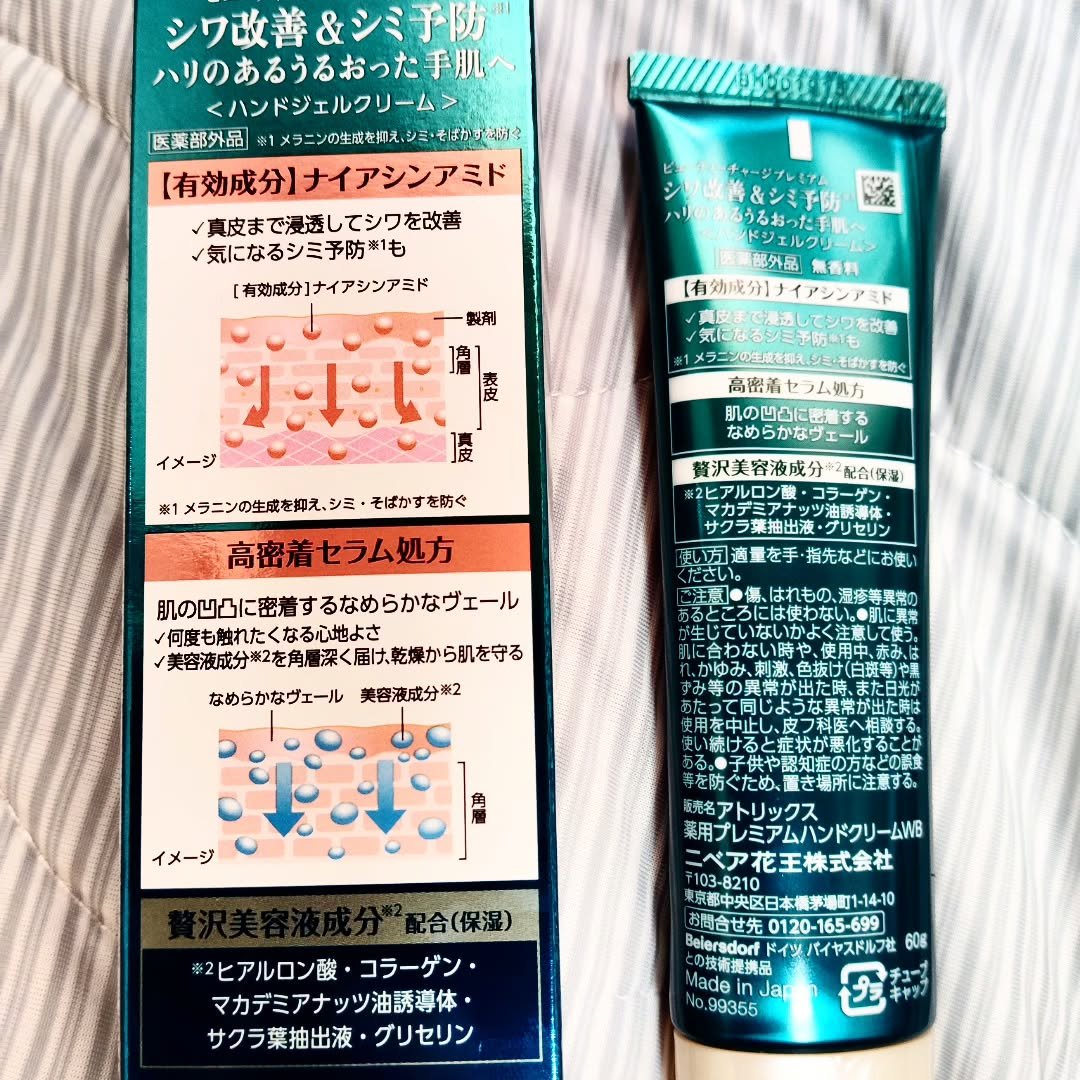 シワ改善&シミ予防※1
ハリのあるうるおった手肌へ
<ハンドジェルクリーム>
医薬部外品 ※1 メラニンの生成を抑え、シミ・そばかすを防ぐ
【有効成分】ナイアシンアミド
✓真皮まで浸透してシワを改善
✓気になるシミ予防※1も
[有効成分]ナイアシンアミド
製剤
角層
表皮
真皮
イメージ
※1 メラニンの生成を抑え、シミ・そばかすを防ぐ
高密着セラム処方
肌の凹凸に密着するなめらかなヴェール
✓何度も触れたくなる心地よさ
✓美容液成分※2を角層深く届け、乾燥から肌を守る
なめらかなヴェール 美容液成分※2
角層
イメージ
贅沢美容液成分※2 配合(保湿)
※2ヒアルロン酸・コラーゲン・
マカデミアナッツ油誘導体・
サクラ葉抽出液・グリセリン
ビューティーチャージプレミアム
シワ改善&シミ予防※1
ハリのあるうるおった手肌へ
<ハンドジェルクリーム>
医薬部外品 無香料
【有効成分】ナイアシンアミド
✓真皮まで浸透してシワを改善
✓気になるシミ予防※1も
※1 メラニンの生成を抑え、シミ・そばかすを防ぐ
高密着セラム処方
肌の凹凸に密着する
なめらかなヴェール
贅沢美容液成分※2 配合(保湿)
※2ヒアルロン酸・コラーゲン・
マカデミアナッツ油誘導体・
サクラ葉抽出液・グリセリン
使い方 適量を手・指先などにお使い
ください。
ご注意 ●傷、はれもの、湿疹等異常の
あるところには使わない。●肌に異常
が生じていないかよく注意して使う。
肌に合わない時や、使用中、赤み、は
れ、かゆみ、刺激、色抜け(白斑等)や黒
ずみ等の異常が出た時、また日光が
あたって同じような異常が出た時は
使用を中止し、皮フ科医へ相談する。
使い続けると症状が悪化することが
ある。●子供や認知症の方などの誤食
等を防ぐため、置き場所に注意する。
販売名 アトリックス
薬用プレミアムハンドクリームWB
ニベア花王株式会社
〒103-8210
東京都中央区日本橋茅場町1-14-10
お問合せ先 0120-165-699
Beiersdorf ドイツ バイヤスドルフ社 60g
との技術提携品
Made in Japan
No.99355
プラ
チューブ
キャップ